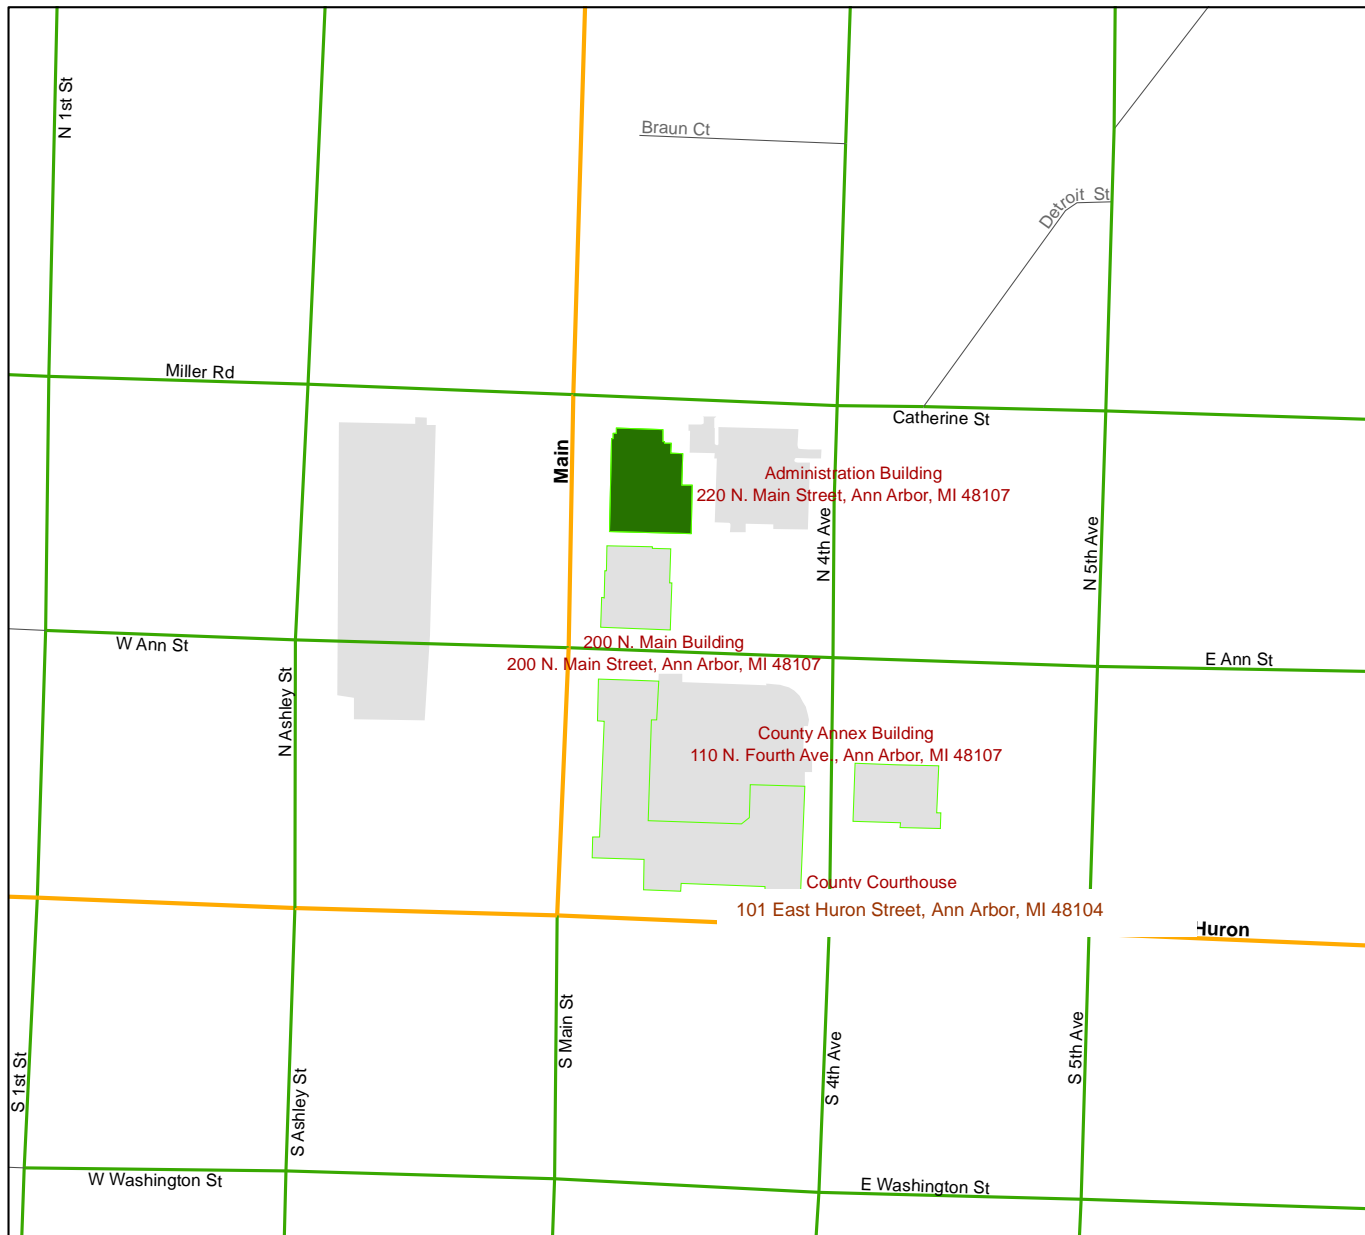 N 1st St
Braun Ct
Detroit St
Miller Rd
Catherine St
Main
Administration Building
220 N. Main Street, Ann Arbor, MI 48107
N 4th Ave
N 5th Ave
W Ann St
200 N. Main Building
200 N. Main Street, Ann Arbor, MI 48107
E Ann St
N Ashley St
County Annex Building
110 N. Fourth Ave., Ann Arbor, MI 48107
County Courthouse
101 East Huron Street, Ann Arbor, MI 48104
Huron
S 1st St
S Ashley St
S Main St
S 4th Ave
S 5th Ave
W Washington St
E Washington St